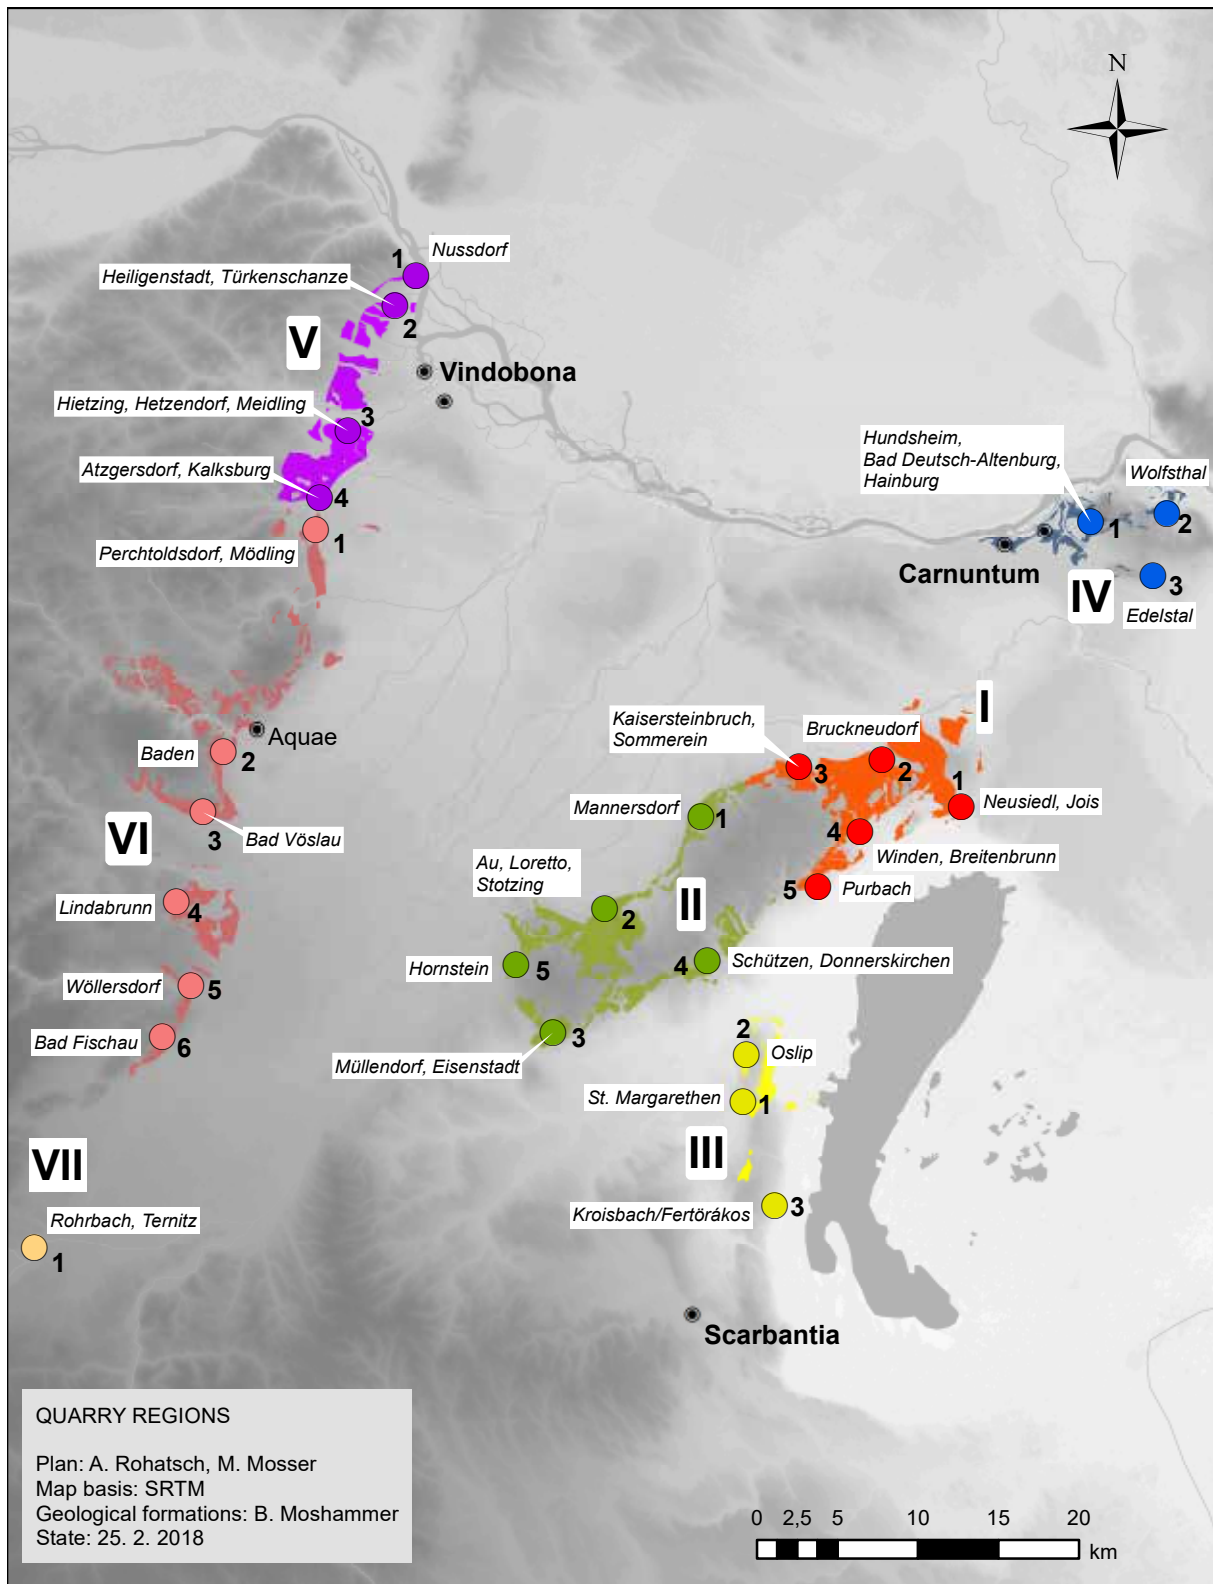 N
Nussdorf
1
Heiligenstadt, Türkenschanze
2
V
Vindobona
Hietzing, Hetzendorf, Meidling
3
Atzgersdorf, Kalksburg
4
Perchtoldsdorf, Mödling
1
Hundsheim,
Bad Deutsch-Altenburg,
Hainburg
Wolfsthal
1
2
Carnuntum
IV
3
Edelstal
I
Kaisersteinbruch,
Sommerein
Bruckneudorf
3
2
1
Neusiedl, Jois
Baden
Aquae
2
Mannersdorf
1
4
Winden, Breitenbrunn
VI
3
Bad Vöslau
Au, Loretto,
Stotzing
2
II
5
Purbach
Lindabrunn
4
Hornstein
5
4
Schützen, Donnerskirchen
Wöllersdorf
5
Bad Fischau
6
3
Müllendorf, Eisenstadt
2
Oslip
St. Margarethen
1
III
VII
Rohrbach, Ternitz
1
Kroisbach/Fertörákos
3
Scarbantia
QUARRY REGIONS
Plan: A. Rohatsch, M. Mosser
Map basis: SRTM
Geological formations: B. Moshammer
State: 25. 2. 2018
0 2,5 5 10 15 20
km